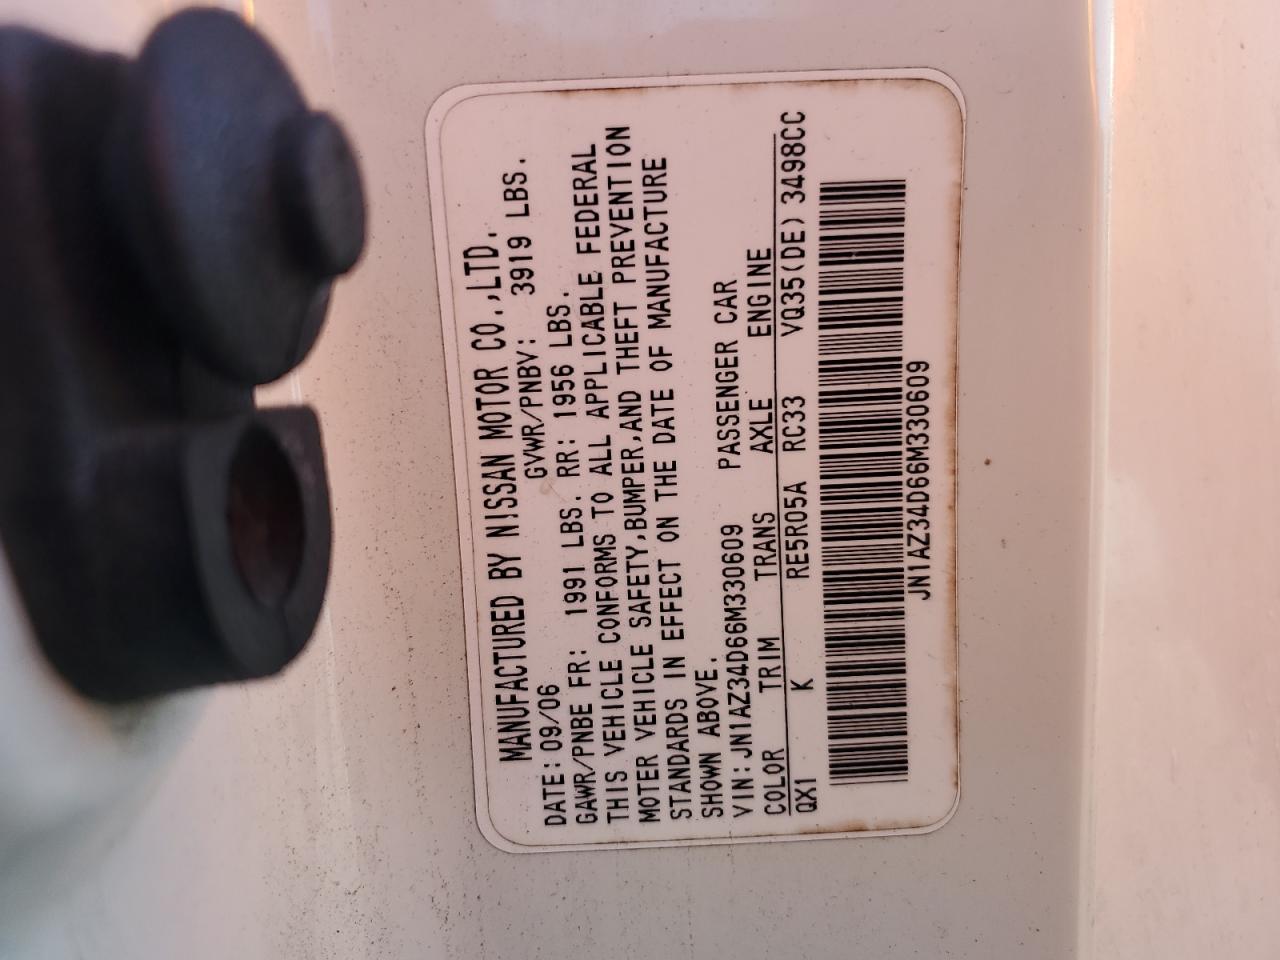 MANUFACTURED BY NISSAN MOTOR CO.,LTD.
DATE: 09/06 GVWR/PNBV: 3919 LBS.
GAWR/PNBE FR: 1991 LBS. RR: 1956 LBS.
THIS VEHICLE CONFORMS TO ALL APPLICABLE FEDERAL
MOTER VEHICLE SAFETY,BUMPER,AND THEFT PREVENTION
STANDARDS IN EFFECT ON THE DATE OF MANUFACTURE
SHOWN ABOVE.
VIN: JN1AZ34D66M330609 PASSENGER CAR
COLOR TRIM TRANS AXLE ENGINE
QX1 K RE5R05A RC33 VQ35(DE) 3498CC
JN1AZ34D66M330609